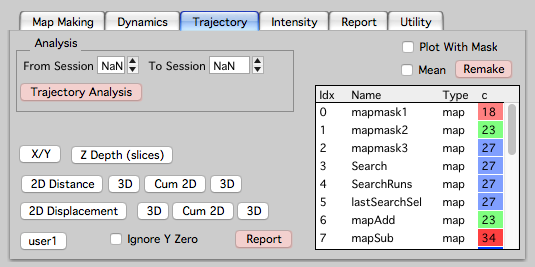 Map Making Dynamics Trajectory Intensity Report Utility
Analysis
From Session NaN To Session NaN
Trajectory Analysis
Plot With Mask
Mean Remake
Idx Name Type c
0 mapmask1 map 18
1 mapmask2 map 23
2 mapmask3 map 27
3 Search map 27
4 SearchRuns map 27
5 lastSearchSel map 27
6 mapAdd map 23
7 mapSub map 34
X/Y Z Depth (slices)
2D Distance 3D Cum 2D 3D
2D Displacement 3D Cum 2D 3D
user1 Ignore Y Zero Report